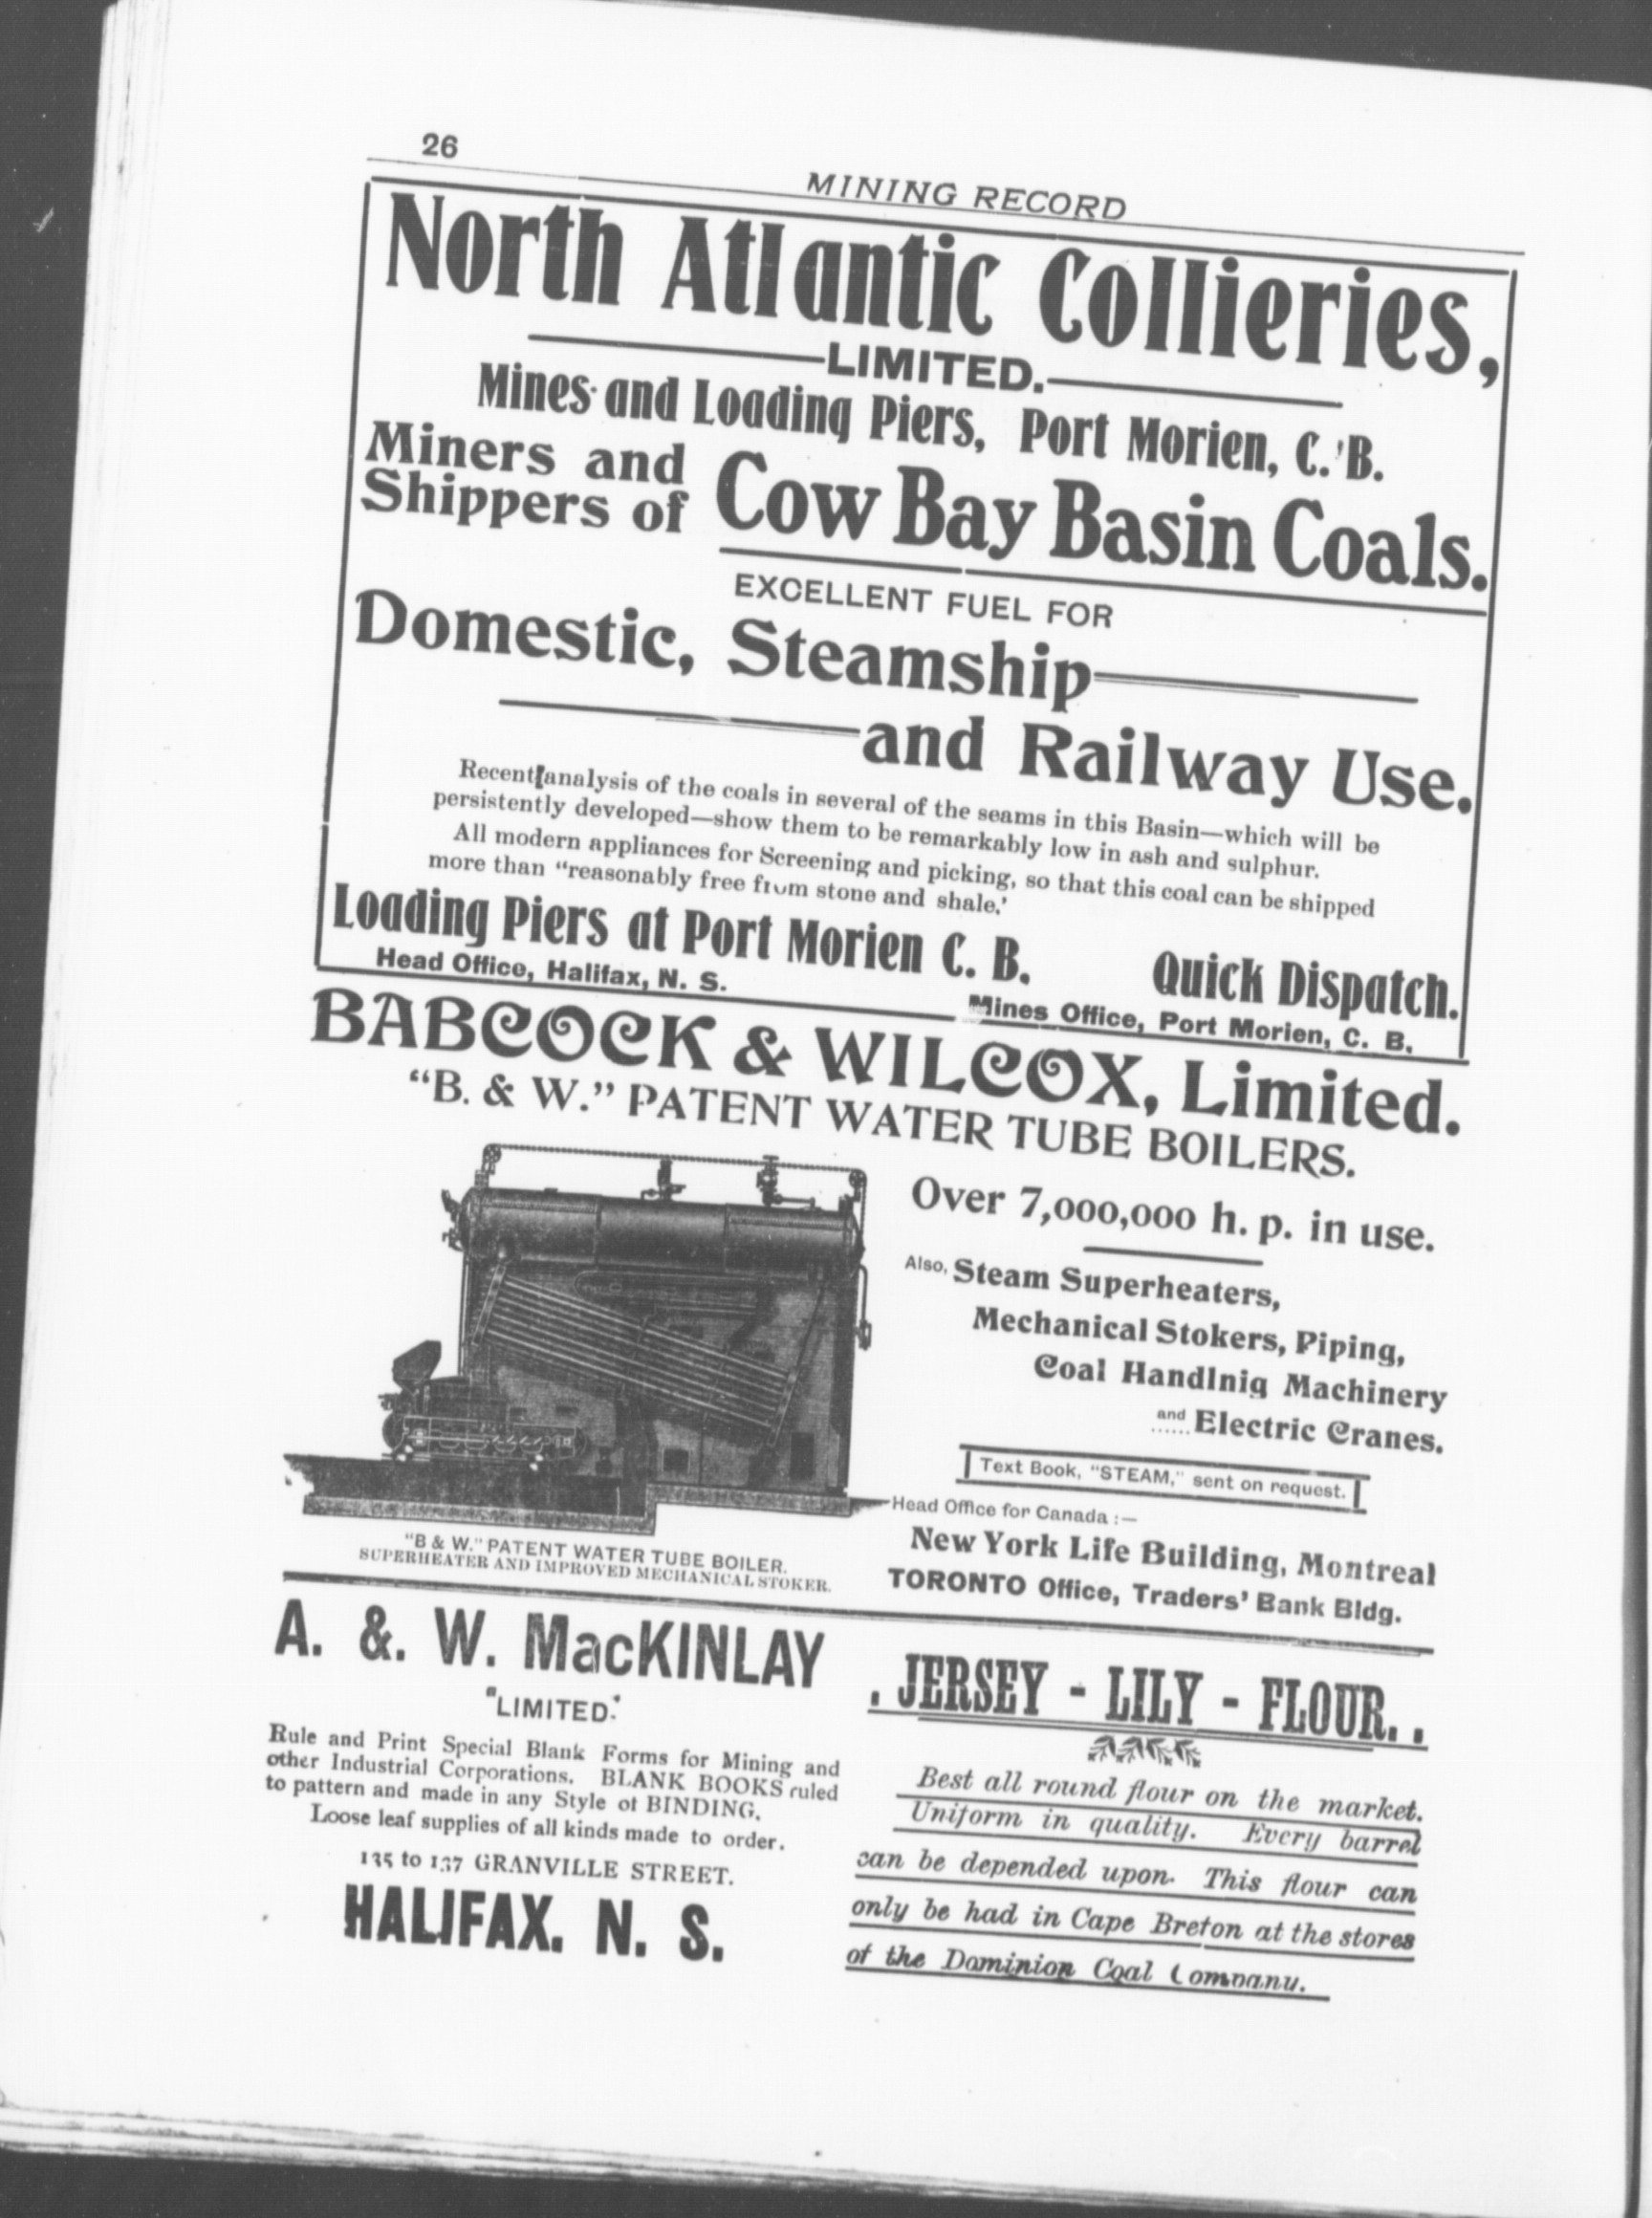 26
MINING RECORD
North Atlantic Collieries,
LIMITED.
Mines and Loading Piers, Port Morien, C. B.
Miners and
Shippers of Cow Bay Basin Coals.
EXCELLENT FUEL FOR
Domestic, Steamship
and Railway Use.
Recent analysis of the coals in several of the seams in this Basin—which will be
persistently developed—show them to be remarkably low in ash and sulphur.
All modern appliances for Screening and picking, so that this coal can be shipped
more than "reasonably free from stone and shale.'
Loading Piers at Port Morien C. B. Quick Dispatch.
Head Office, Halifax, N. S. Mines Office, Port Morien, C. B.
BABCOCK & WILCOX, Limited.
"B. & W." PATENT WATER TUBE BOILERS.
Over 7,000,000 h. p. in use.
Also, Steam Superheaters,
Mechanical Stokers, Piping,
Coal Handlnig Machinery
and ...... Electric Cranes.
Text Book, "STEAM," sent on request.
Head Office for Canada :—
New York Life Building, Montreal
TORONTO Office, Traders' Bank Bldg.
"B & W." PATENT WATER TUBE BOILER.
SUPERHEATER AND IMPROVED MECHANICAL STOKER.
A. &. W. MacKINLAY
"LIMITED."
Rule and Print Special Blank Forms for Mining and
other Industrial Corporations. BLANK BOOKS ruled
to pattern and made in any Style of BINDING.
Loose leaf supplies of all kinds made to order.
135 to 137 GRANVILLE STREET.
HALIFAX. N. S.
. JERSEY - LILY - FLOUR. .
Best all round flour on the market.
Uniform in quality. Every barrel
can be depended upon. This flour can
only be had in Cape Breton at the stores
of the Dominion Coal Company.